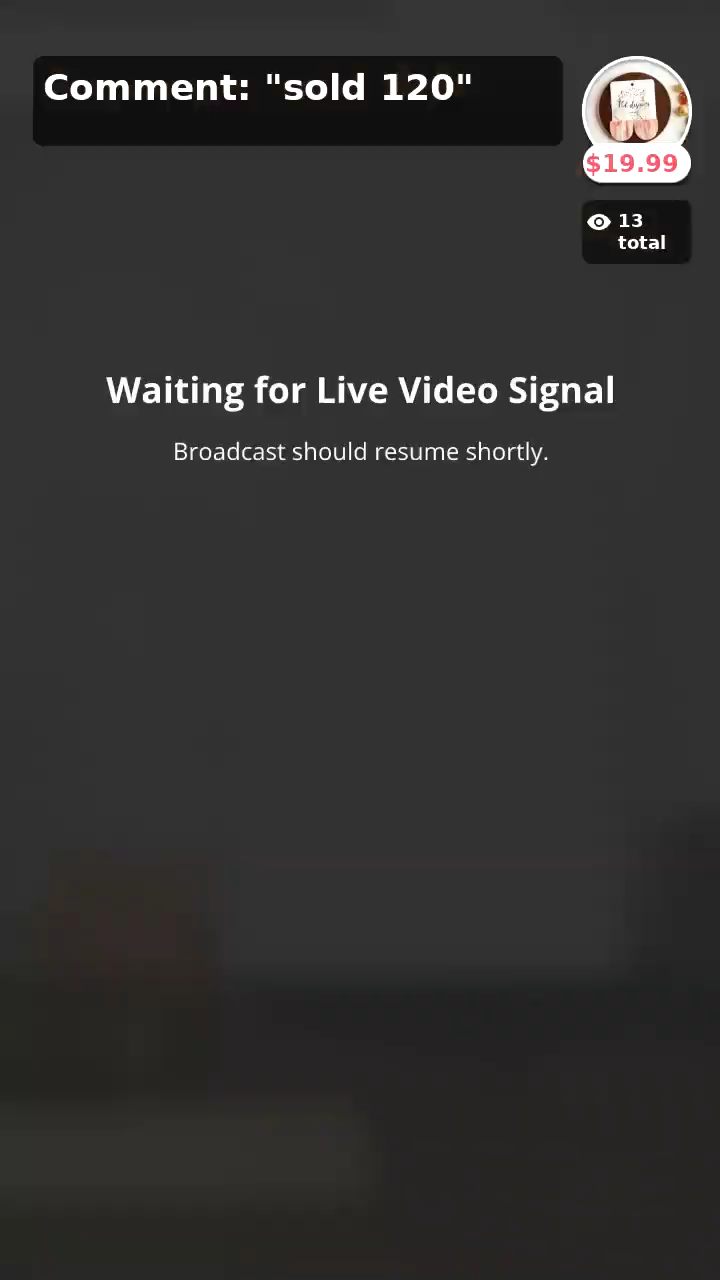 Comment: "sold 120"
$19.99
13
total
Waiting for Live Video Signal
Broadcast should resume shortly.